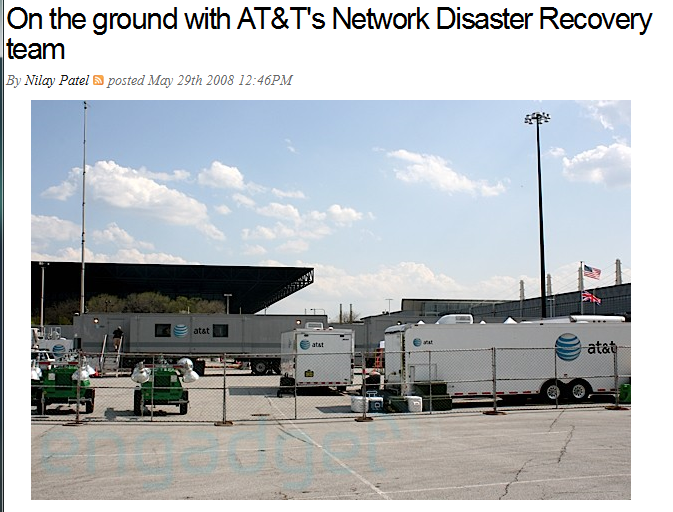 On the ground with AT&T's Network Disaster Recovery
team
By Nilay Patel posted May 29th 2008 12:46PM
at&t
at&t
at&t
at&t
engadget